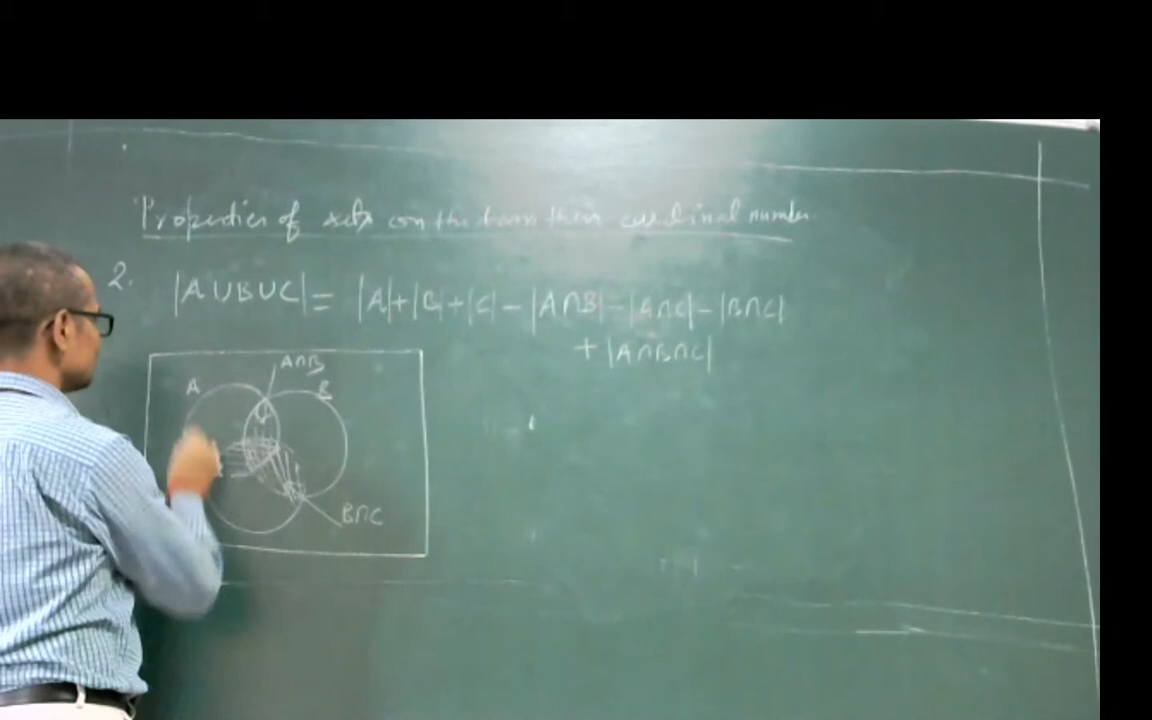 Properties of sets on the basis their cardinal number
2. |A∪B∪C| = |A|+|B|+|C| - |A∩B| - |A∩C| - |B∩C|
+ |A∩B∩C|
A∩B
A B
B∩C